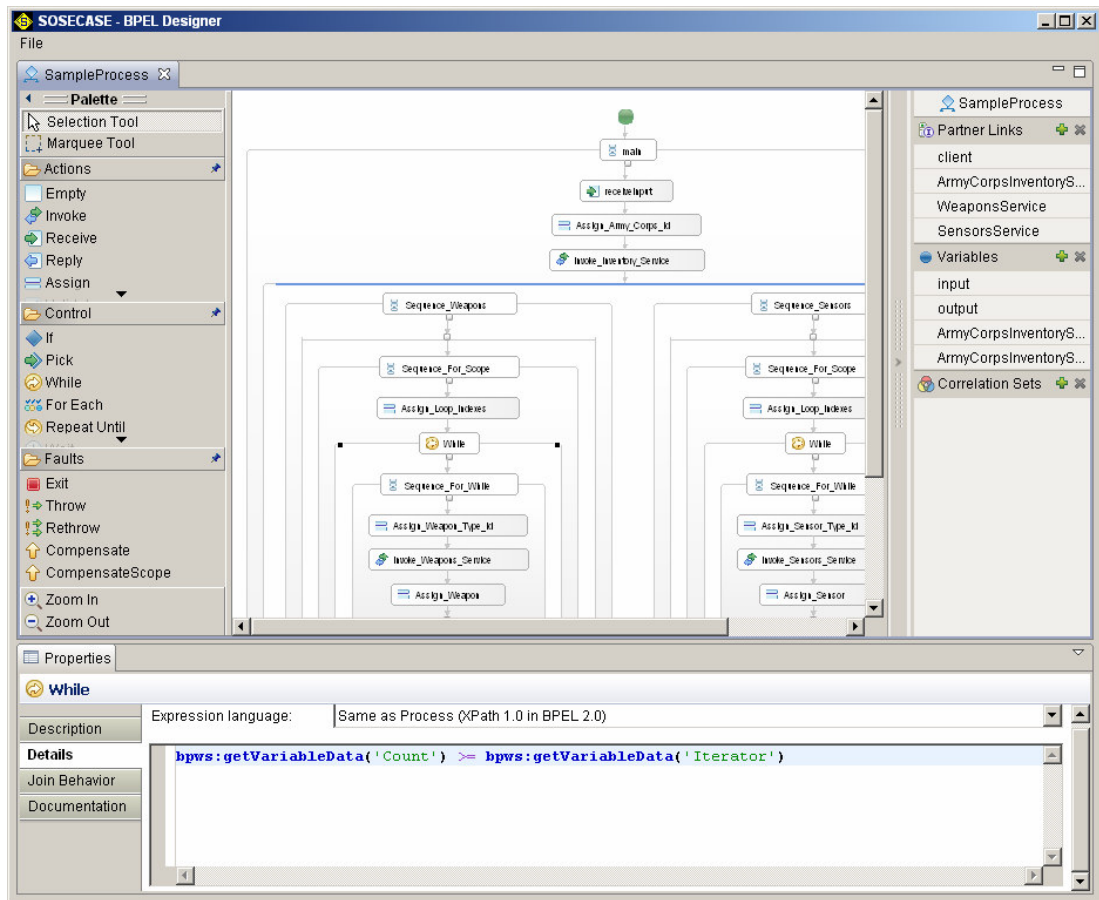 SOSECASE - BPEL Designer
File
SampleProcess
Palette
Selection Tool
Marquee Tool
Actions
Empty
Invoke
Receive
Reply
Assign
Control
If
Pick
While
For Each
Repeat Until
Faults
Exit
Throw
Rethrow
Compensate
CompensateScope
Zoom In
Zoom Out
main
receiveInput
Assign_Army_Corps_Id
Invoke_Inventory_Service
Sequence_Weapons
Sequence_Sensors
Sequence_For_Scope
Sequence_For_Scope
Assign_Loop_Indexes
Assign_Loop_Indexes
While
While
Sequence_For_While
Sequence_For_While
Assign_Weapon_Type_Id
Assign_Sensor_Type_Id
Invoke_Weapons_Service
Invoke_Sensors_Service
Assign_Weapon
Assign_Sensor
SampleProcess
Partner Links
client
ArmyCorpsInventoryS...
WeaponsService
SensorsService
Variables
input
output
ArmyCorpsInventoryS...
ArmyCorpsInventoryS...
Correlation Sets
Properties
While
Description
Details
Join Behavior
Documentation
Expression language: Same as Process (XPath 1.0 in BPEL 2.0)
bpws:getVariableData('Count') >= bpws:getVariableData('Iterator')